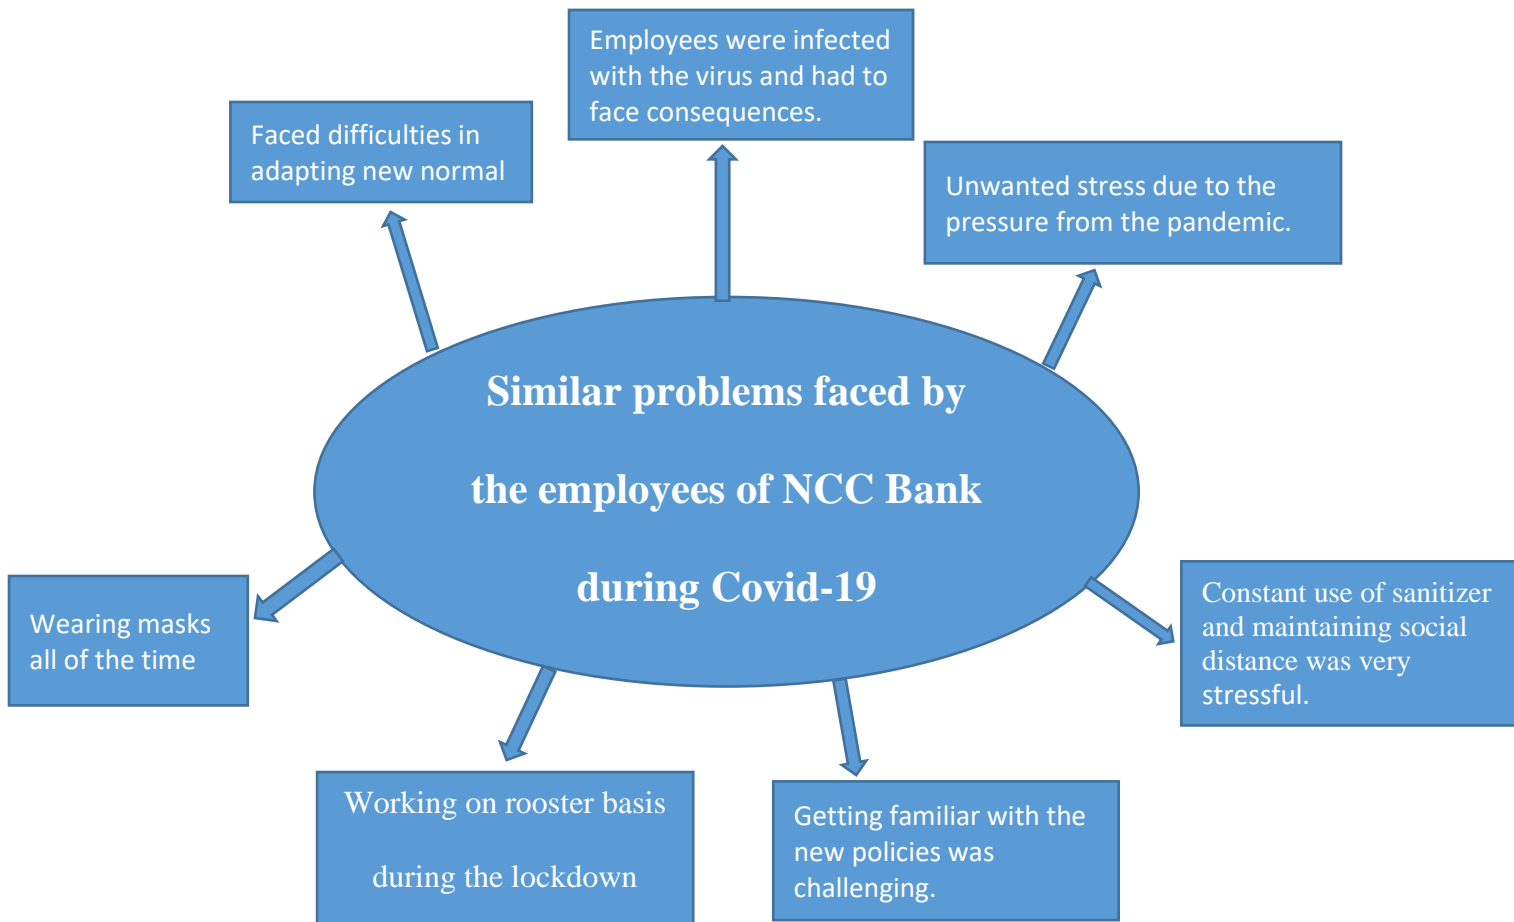 Employees were infected
with the virus and had to
face consequences.
Faced difficulties in
adapting new normal
Unwanted stress due to the
pressure from the pandemic.
Similar problems faced by
the employees of NCC Bank
during Covid-19
Wearing masks
all of the time
Constant use of sanitizer
and maintaining social
distance was very
stressful.
Working on rooster basis
during the lockdown
Getting familiar with the
new policies was
challenging.